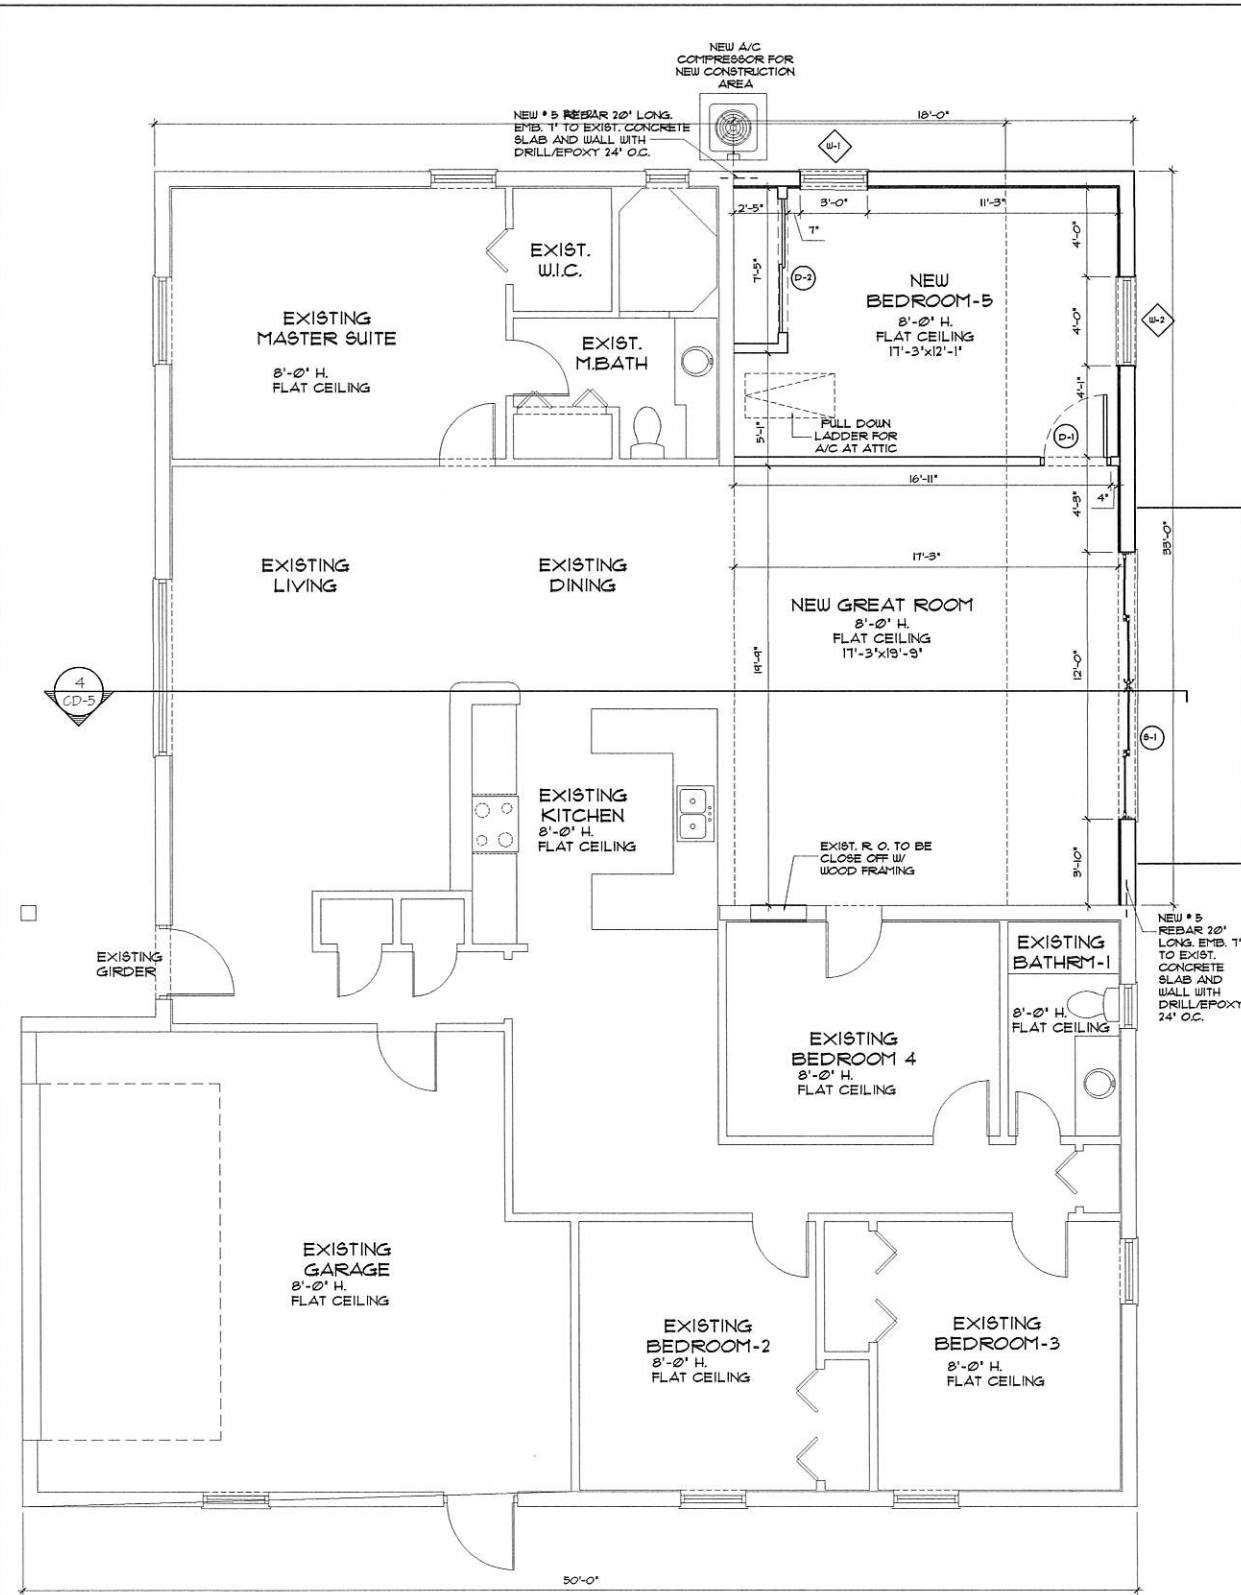 NEW A/C
COMPRESSOR FOR
NEW CONSTRUCTION
AREA
NEW # 5 REBAR 20" LONG.
EMB. 7" TO EXIST. CONCRETE
SLAB AND WALL WITH
DRILL/EPOXY 24" O.C.
18'-0"
W-1
2'-5"
3'-0"
11'-3"
7"
4'-0"
EXIST.
W.I.C.
7'-5"
D-2
NEW
BEDROOM-5
8'-0" H.
FLAT CEILING
17'-3"x12'-1"
4'-0"
W-2
EXISTING
MASTER SUITE
8'-0" H.
FLAT CEILING
EXIST.
M.BATH
4'-1"
PULL DOWN
LADDER FOR
A/C AT ATTIC
5'-1"
D-1
16'-11"
4"
4'-3"
33'-0"
EXISTING
LIVING
EXISTING
DINING
17'-3"
NEW GREAT ROOM
8'-0" H.
FLAT CEILING
17'-3"x19'-9"
19'-9"
12'-0"
4
CD-5
S-1
EXISTING
KITCHEN
8'-0" H.
FLAT CEILING
EXIST. R. O. TO BE
CLOSE OFF W/
WOOD FRAMING
3'-10"
NEW # 5
REBAR 20"
LONG. EMB. 7"
TO EXIST.
CONCRETE
SLAB AND
WALL WITH
DRILL/EPOXY
24" O.C.
EXISTING
GIRDER
EXISTING
BATHRM-1
8'-0" H.
FLAT CEILING
EXISTING
BEDROOM 4
8'-0" H.
FLAT CEILING
EXISTING
GARAGE
8'-0" H.
FLAT CEILING
EXISTING
BEDROOM-2
8'-0" H.
FLAT CEILING
EXISTING
BEDROOM-3
8'-0" H.
FLAT CEILING
50'-0"